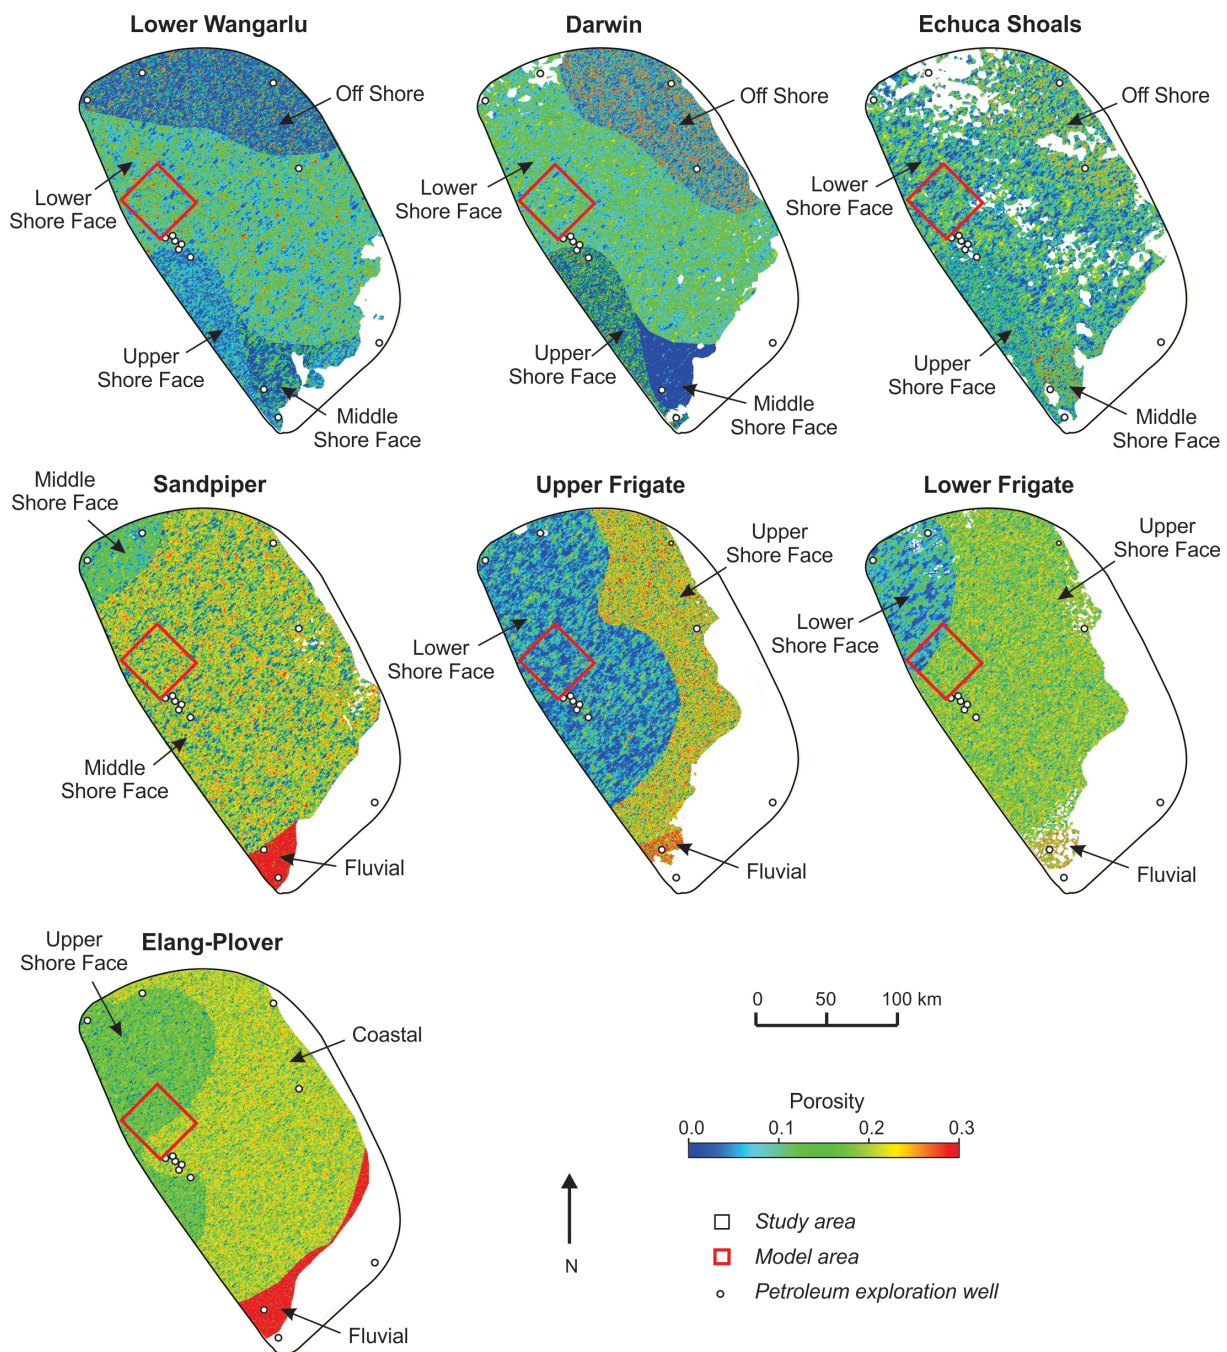 Lower Wangarlu
Off Shore
Lower
Shore Face
Upper
Shore Face
Middle
Shore Face
Darwin
Off Shore
Lower
Shore Face
Upper
Shore Face
Middle
Shore Face
Echuca Shoals
Off Shore
Lower
Shore Face
Upper
Shore Face
Middle
Shore Face
Sandpiper
Middle
Shore Face
Middle
Shore Face
Fluvial
Upper Frigate
Upper
Shore Face
Lower
Shore Face
Fluvial
Lower Frigate
Upper
Shore Face
Lower
Shore Face
Fluvial
Elang-Plover
Upper
Shore Face
Coastal
Fluvial
0 50 100 km
Porosity
0.0 0.1 0.2 0.3
N
Study area
Model area
Petroleum exploration well